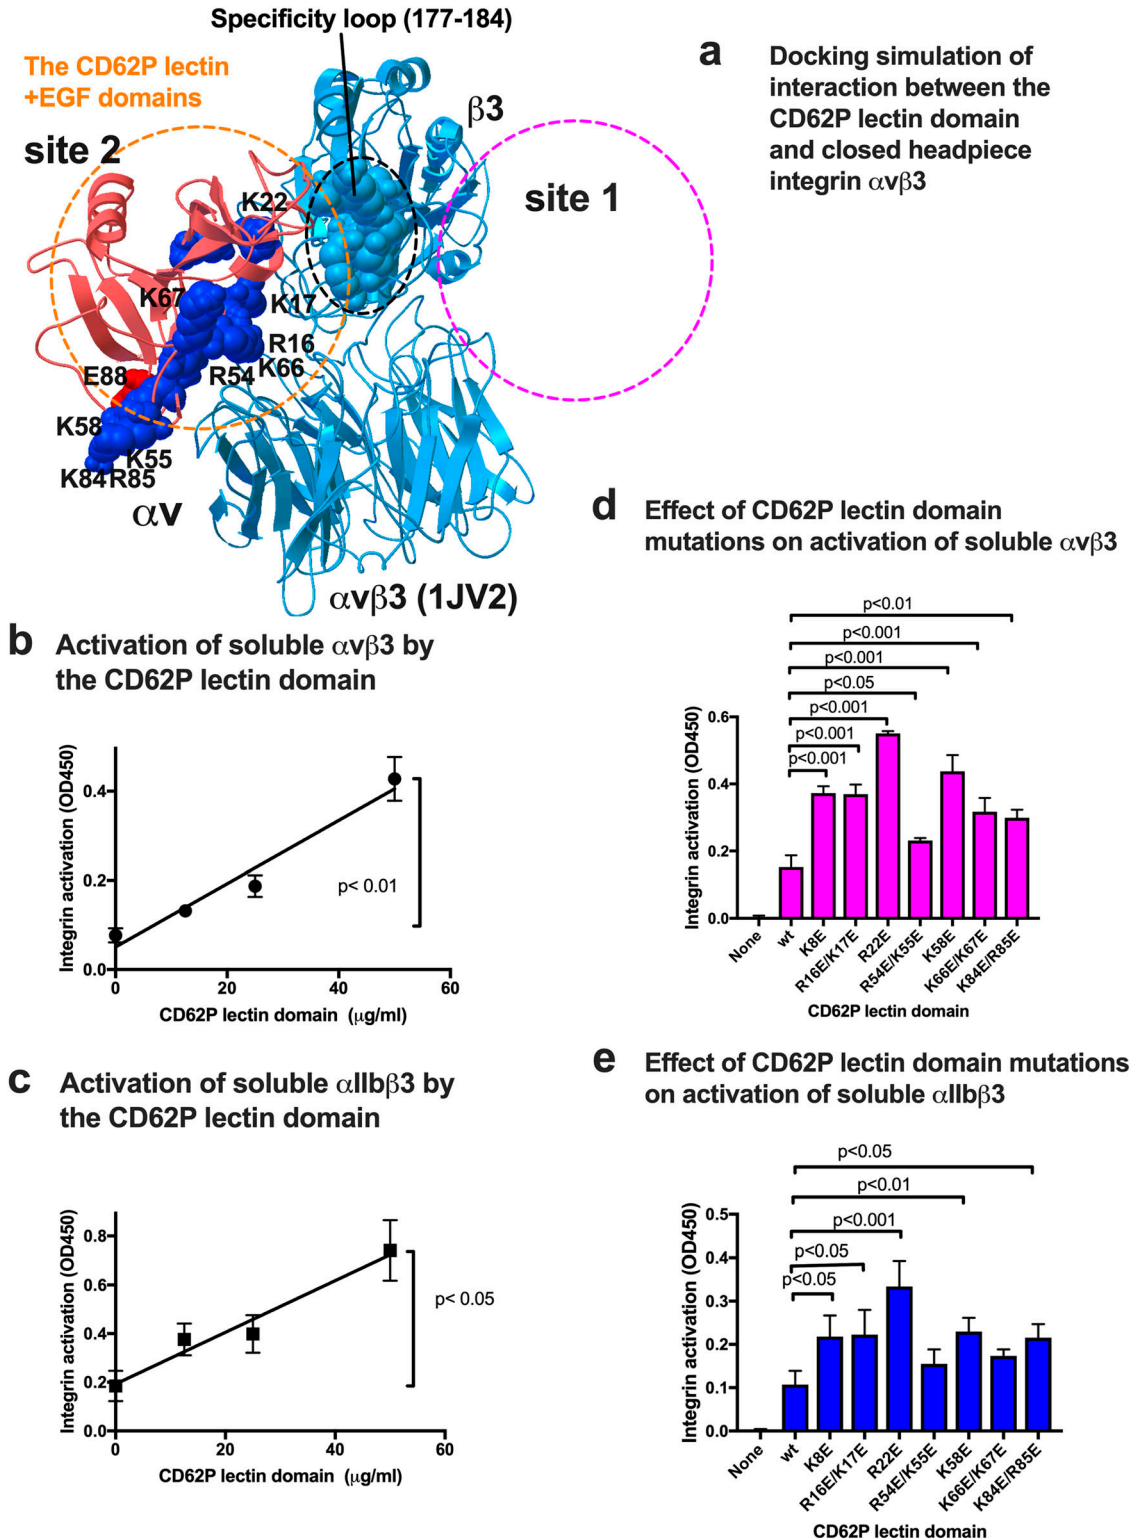 Specificity loop (177-184)
The CD62P lectin
+EGF domains
site 2
β3
site 1
K22
K67
K17
R16
K66
E88
R54
K58
K55
K84R85
αv
αvβ3 (1JV2)
a
Docking simulation of
interaction between the
CD62P lectin domain
and closed headpiece
integrin αvβ3
b
Activation of soluble αvβ3 by
the CD62P lectin domain
Integrin activation (OD450)
0.4
0.2
0.0
p< 0.01
0
20
40
60
CD62P lectin domain (μg/ml)
c
Activation of soluble αIIbβ3 by
the CD62P lectin domain
Integrin activation (OD450)
0.8
0.6
0.4
0.2
0.0
p< 0.05
0
20
40
60
CD62P lectin domain (μg/ml)
d
Effect of CD62P lectin domain
mutations on activation of soluble αvβ3
p<0.01
p<0.001
p<0.001
p<0.05
p<0.001
p<0.001
p<0.001
Integrin activation (OD450)
0.6
0.4
0.2
0.0
None
wt
K8E
R16E/K17E
R22E
R54E/K55E
K58E
K66E/K67E
K84E/R85E
CD62P lectin domain
e
Effect of CD62P lectin domain mutations
on activation of soluble αIIbβ3
p<0.05
p<0.01
p<0.001
p<0.05
p<0.05
Integrin activation (OD450)
0.5
0.4
0.3
0.2
0.1
0.0
None
wt
K8E
R16E/K17E
R22E
R54E/K55E
K58E
K66E/K67E
K84E/R85E
CD62P lectin domain